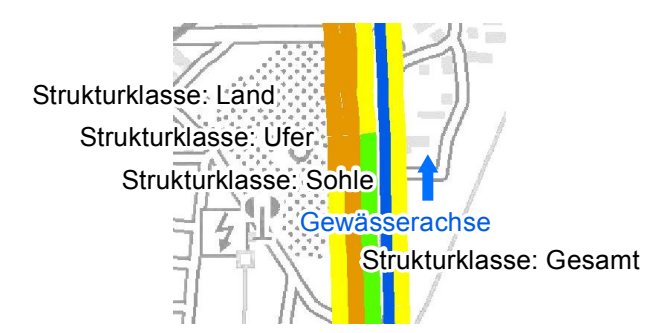 Strukturklasse: Land
Strukturklasse: Ufer
Strukturklasse: Sohle
Gewässerachse
Strukturklasse: Gesamt